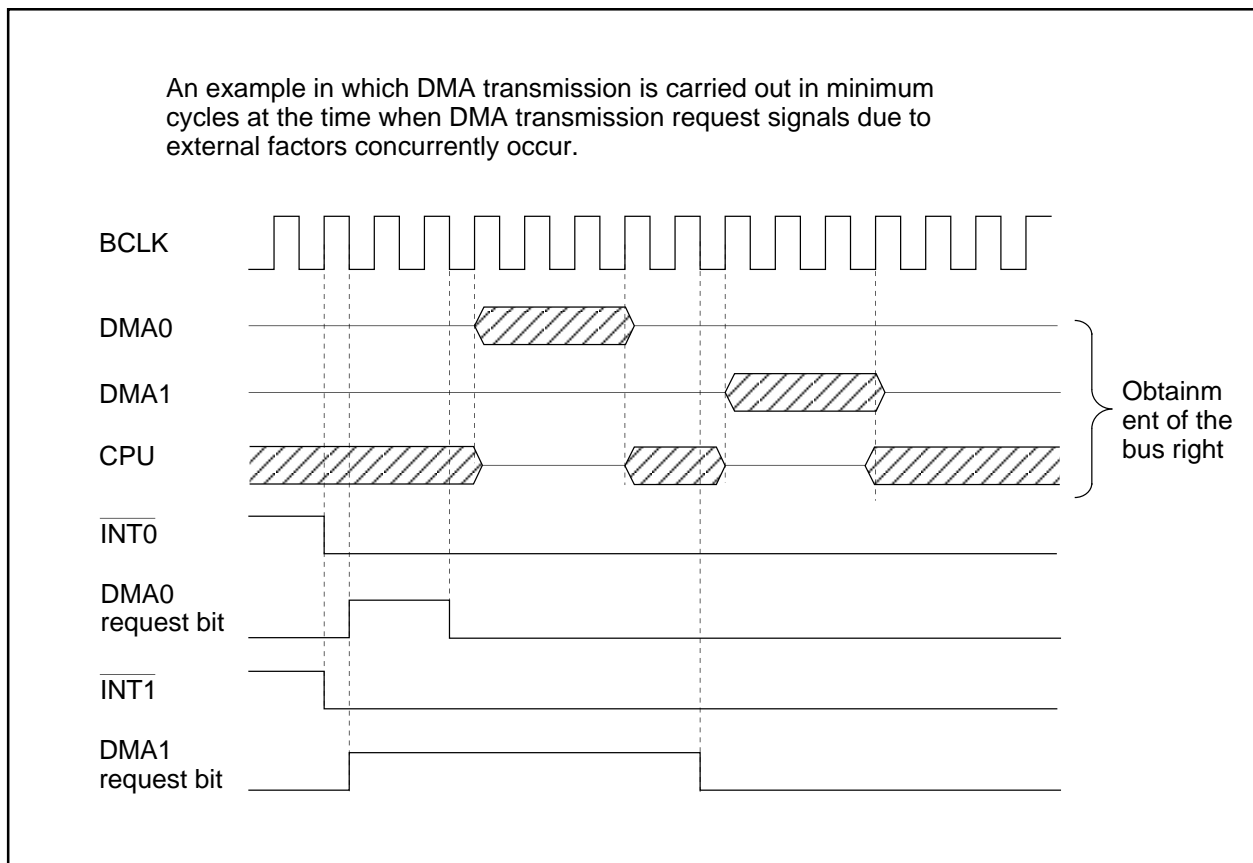 An example in which DMA transmission is carried out in minimum
cycles at the time when DMA transmission request signals due to
external factors concurrently occur.
BCLK
DMA0
DMA1
CPU
Obtainm
ent of the
bus right
INT0
DMA0
request bit
INT1
DMA1
request bit